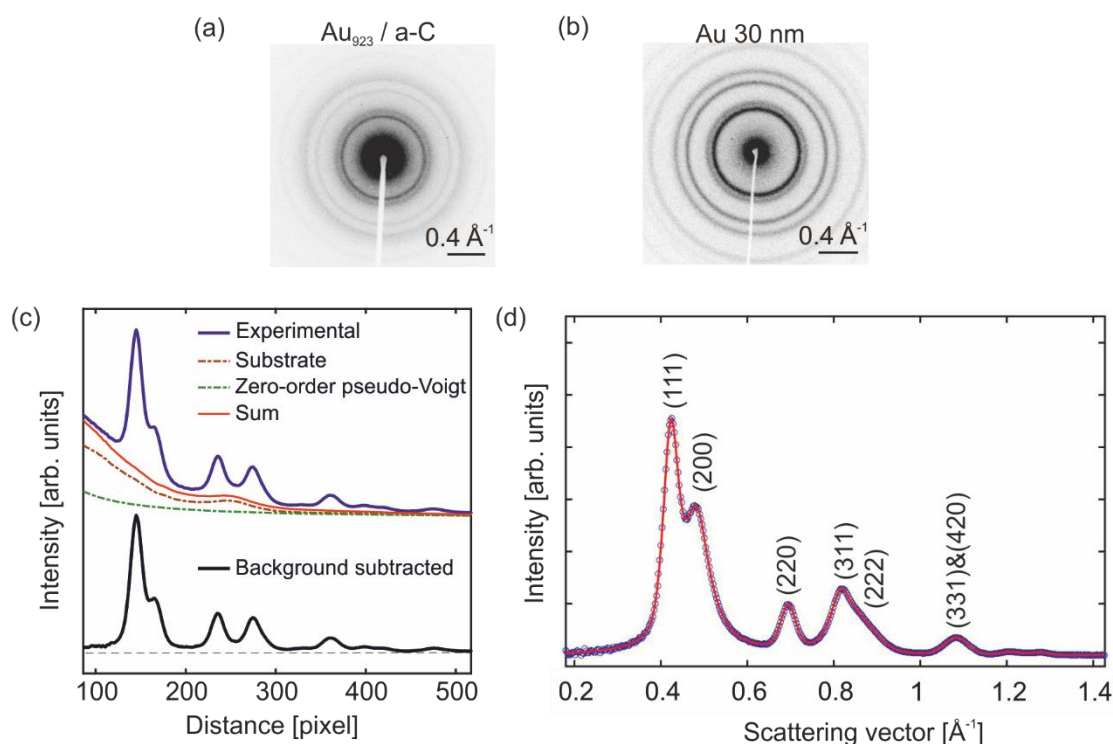 (a)
Au₉₂₃ / a-C
0.4 Å⁻¹
(b)
Au 30 nm
0.4 Å⁻¹
(c)
Intensity [arb. units]
Experimental
Substrate
Zero-order pseudo-Voigt
Sum
Background subtracted
100 200 300 400 500
Distance [pixel]
(d)
Intensity [arb. units]
(111)
(200)
(220)
(311)
(222)
(331)&(420)
0.2 0.4 0.6 0.8 1 1.2 1.4
Scattering vector [Å⁻¹]